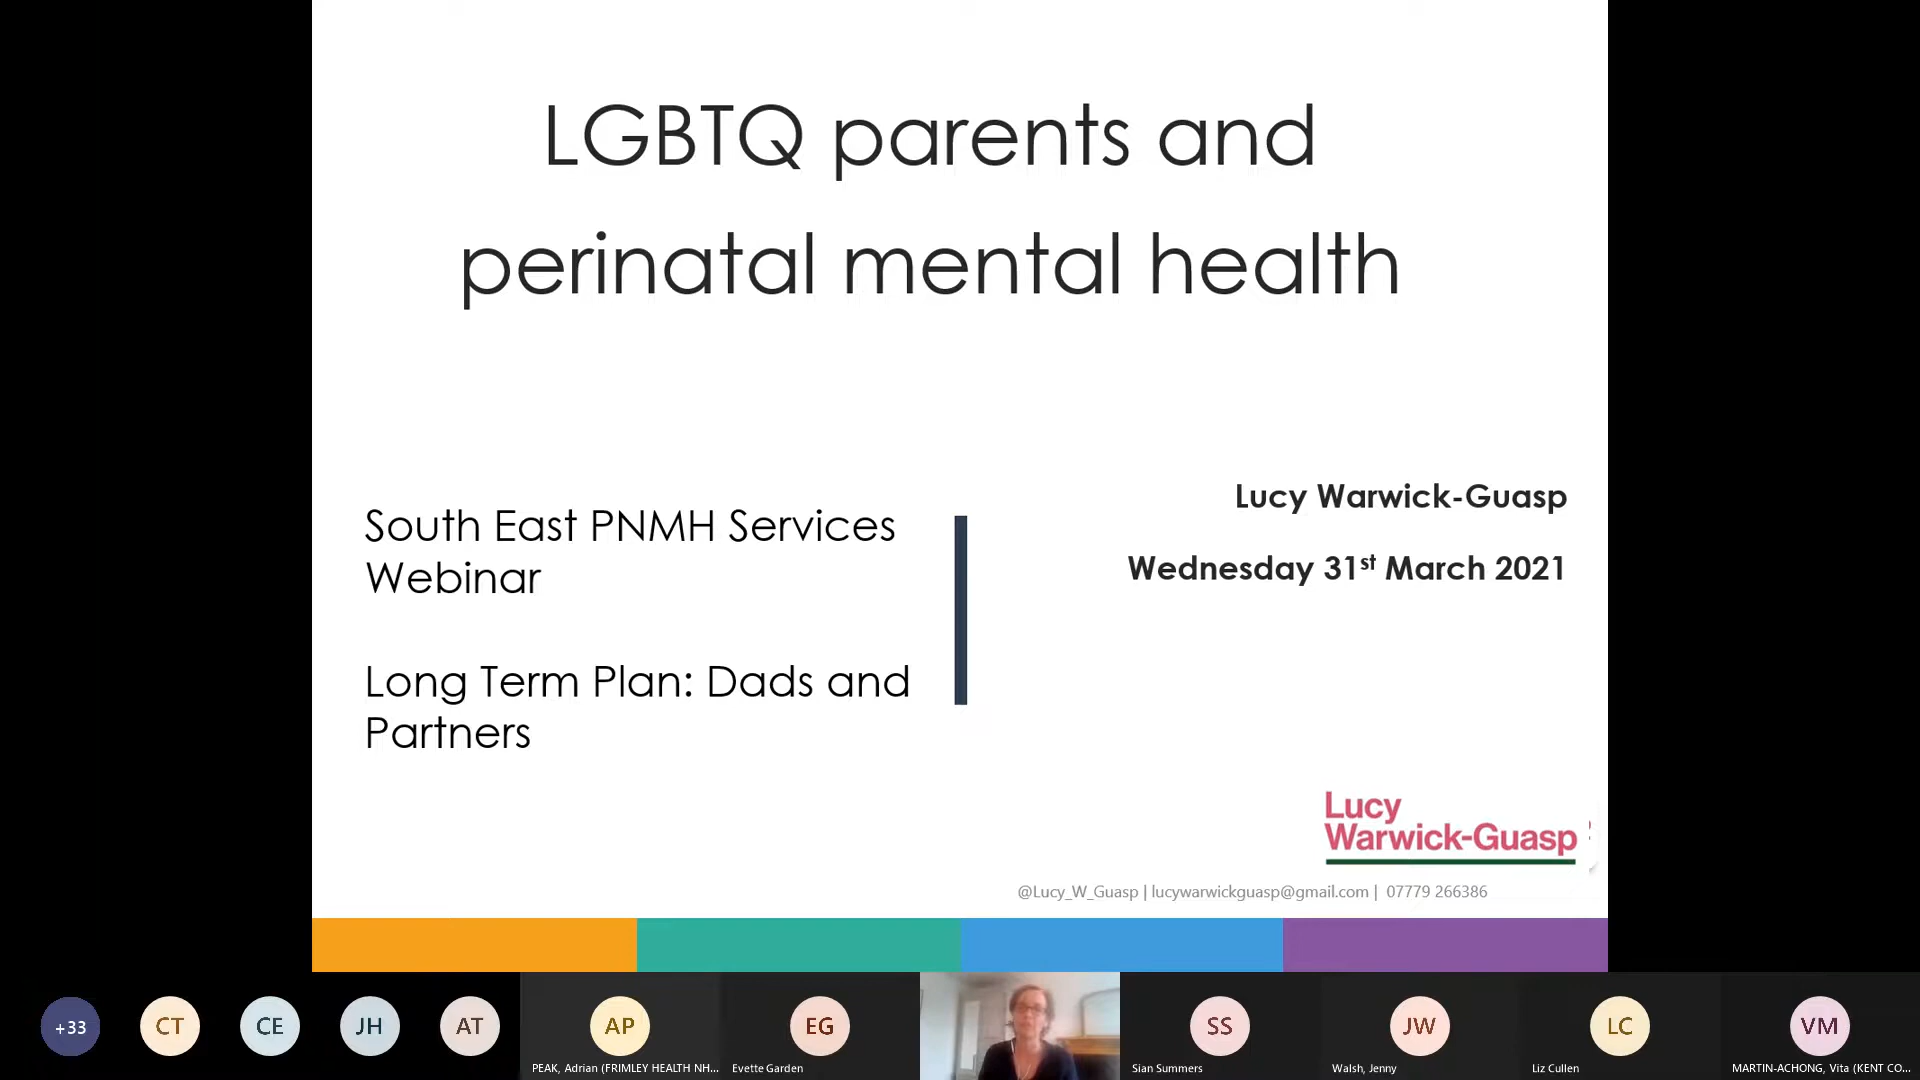 LGBTQ parents and
perinatal mental health
South East PNMH Services
Webinar
Long Term Plan: Dads and
Partners
Lucy Warwick-Guasp
Wednesday 31st March 2021
Lucy
Warwick-Guasp
@Lucy_W_Guasp | lucywarwickguasp@gmail.com | 07779 266386
+33
CT
CE
JH
AT
AP
EG
SS
JW
LC
VM
PEAK, Adrian (FRIMLEY HEALTH NH...
Evette Garden
Sian Summers
Walsh, Jenny
Liz Cullen
MARTIN-ACHONG, Vita (KENT CO...